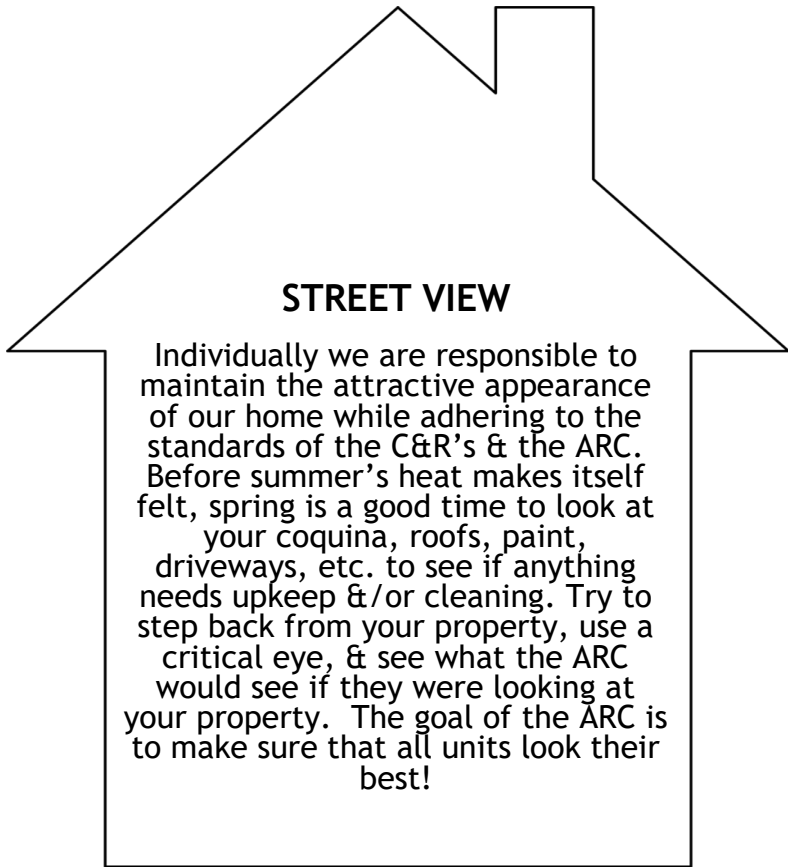 STREET VIEW
Individually we are responsible to
maintain the attractive appearance
of our home while adhering to the
standards of the C&R’s & the ARC.
Before summer’s heat makes itself
felt, spring is a good time to look at
your coquina, roofs, paint,
driveways, etc. to see if anything
needs upkeep &/or cleaning. Try to
step back from your property, use a
critical eye, & see what the ARC
would see if they were looking at
your property.  The goal of the ARC is
to make sure that all units look their
best!